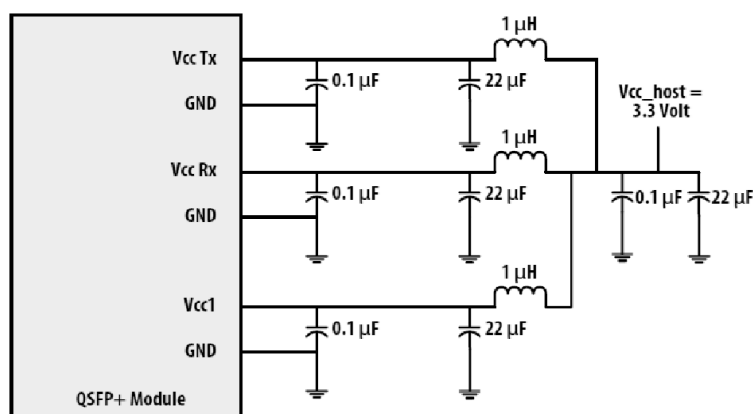 1 µH
Vcc Tx
0.1 µF
22 µF
GND
Vcc_host =
3.3 Volt
1 µH
Vcc Rx
0.1 µF
22 µF
0.1 µF
22 µF
GND
1 µH
Vcc1
0.1 µF
22 µF
GND
QSFP+ Module